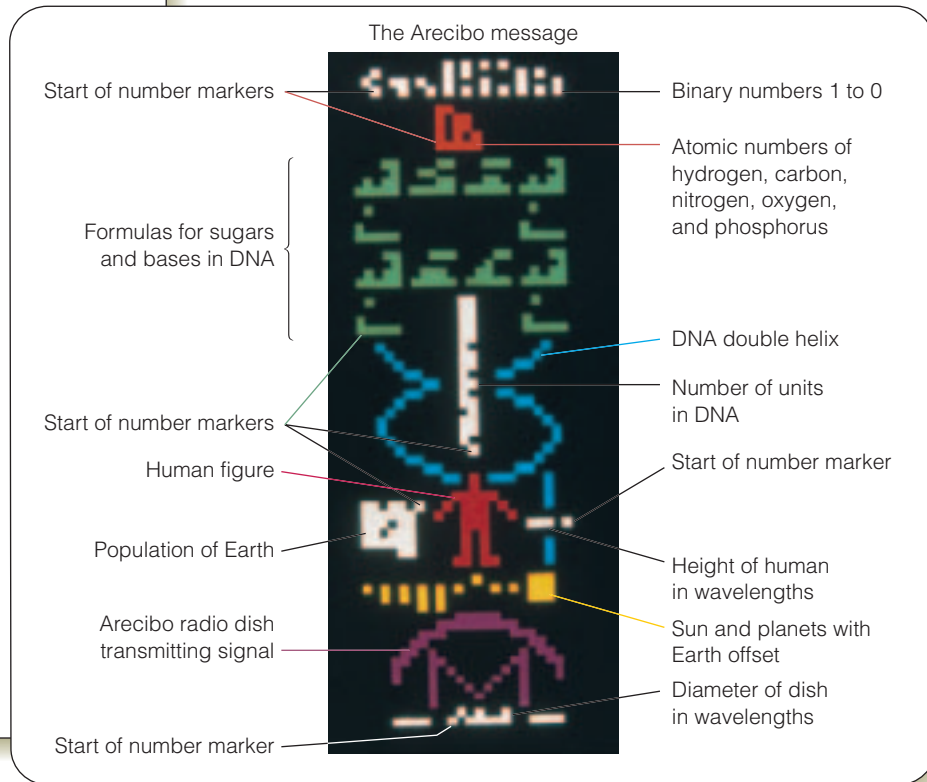 The Arecibo message
Start of number markers
Binary numbers 1 to 0
Atomic numbers of
hydrogen, carbon,
nitrogen, oxygen,
and phosphorus
Formulas for sugars
and bases in DNA
DNA double helix
Number of units
in DNA
Start of number markers
Start of number marker
Human figure
Population of Earth
Height of human
in wavelengths
Arecibo radio dish
transmitting signal
Sun and planets with
Earth offset
Diameter of dish
in wavelengths
Start of number marker